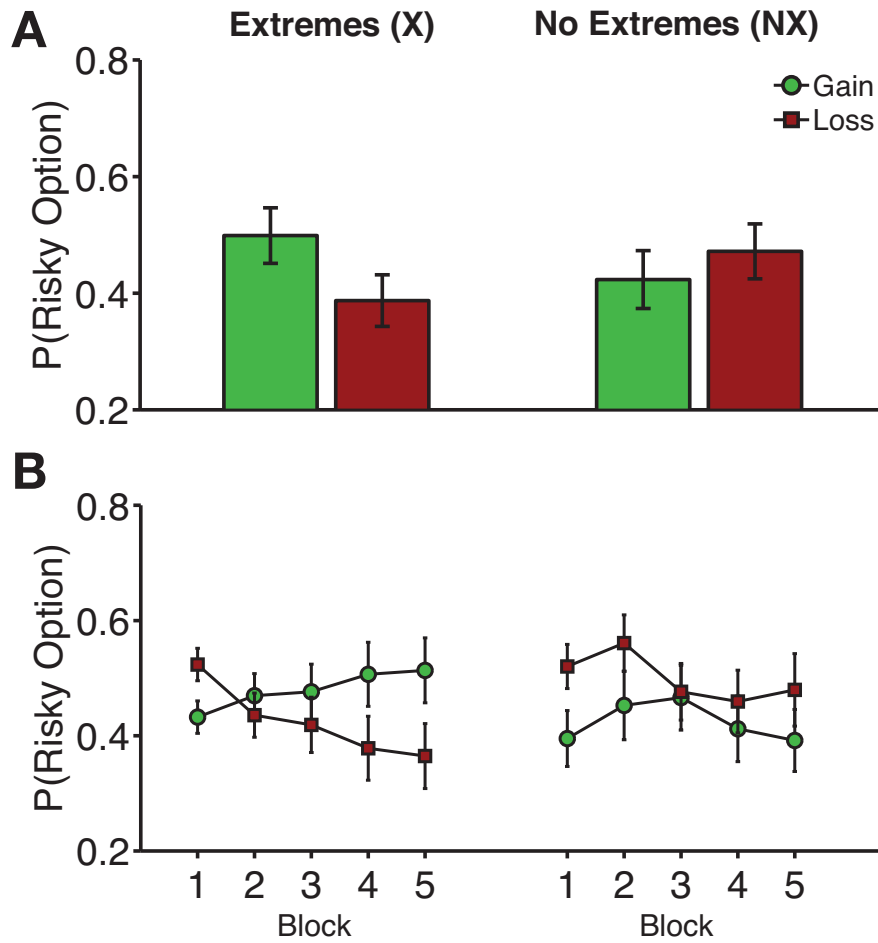 A
Extremes (X)
No Extremes (NX)
P(Risky Option)
0.8
0.6
0.4
0.2
Gain
Loss
B
P(Risky Option)
0.8
0.6
0.4
0.2
1 2 3 4 5
1 2 3 4 5
Block
Block